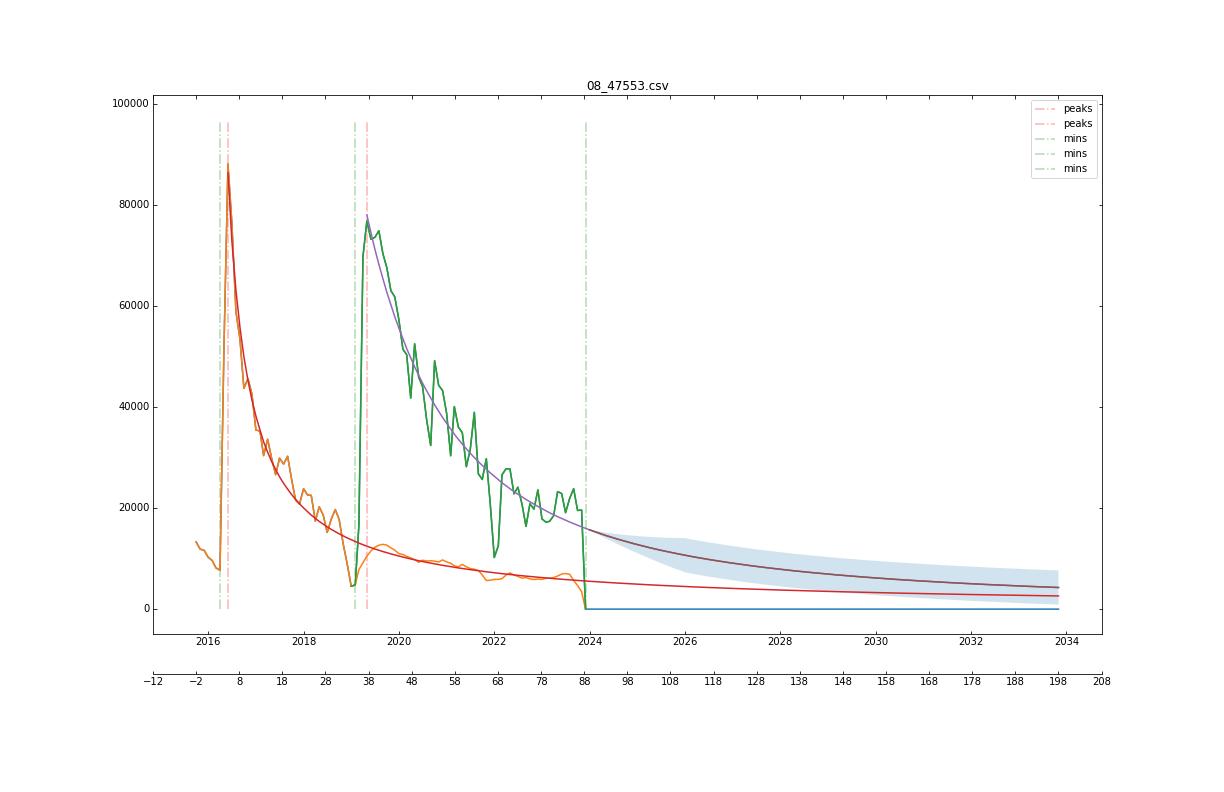 08_47553.csv
100000
80000
60000
40000
20000
0
peaks
peaks
mins
mins
mins
2016 2018 2020 2022 2024 2026 2028 2030 2032 2034
−12 −2 8 18 28 38 48 58 68 78 88 98 108 118 128 138 148 158 168 178 188 198 208